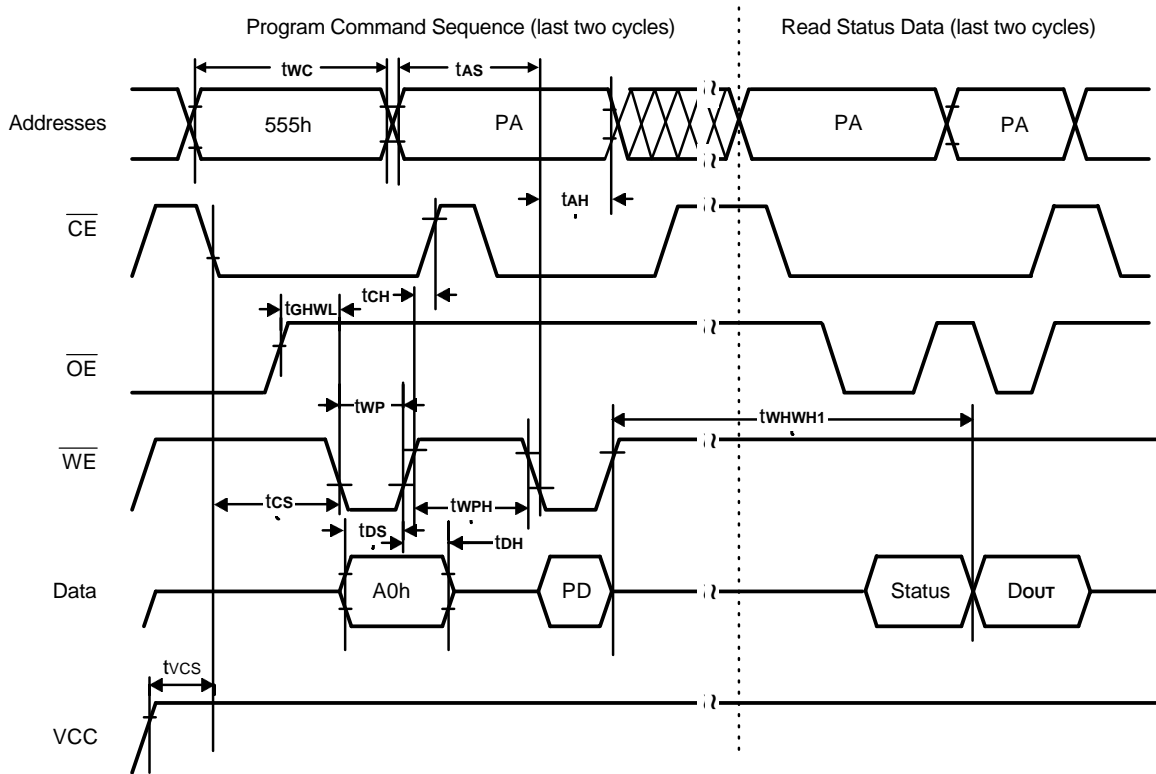 Program Command Sequence (last two cycles)
Read Status Data (last two cycles)
tWC
tAS
Addresses
555h
PA
PA
PA
tAH
CE
tCH
tGHWL
OE
tWP
tWHWH1
WE
tCS
tWPH
tDS
tDH
Data
A0h
PD
Status
DOUT
tVCS
VCC